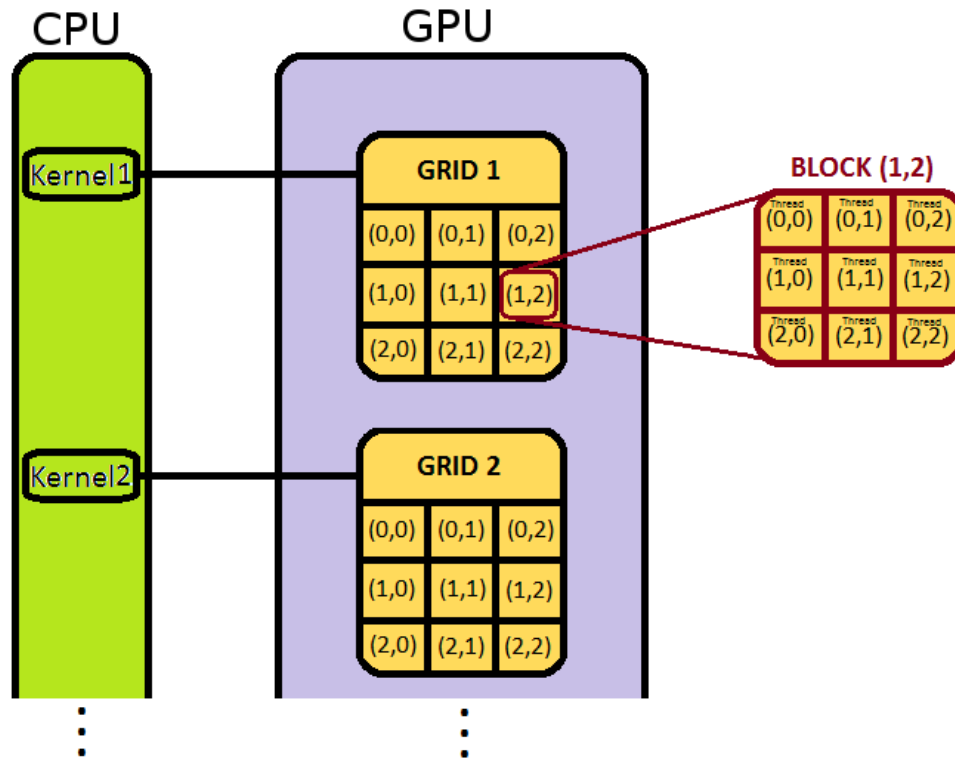 CPU
GPU
Kernel1
GRID 1
(0,0) (0,1) (0,2)
(1,0) (1,1) (1,2)
(2,0) (2,1) (2,2)
BLOCK (1,2)
Thread Thread Thread
(0,0) (0,1) (0,2)
Thread Thread Thread
(1,0) (1,1) (1,2)
Thread Thread Thread
(2,0) (2,1) (2,2)
Kernel2
GRID 2
(0,0) (0,1) (0,2)
(1,0) (1,1) (1,2)
(2,0) (2,1) (2,2)